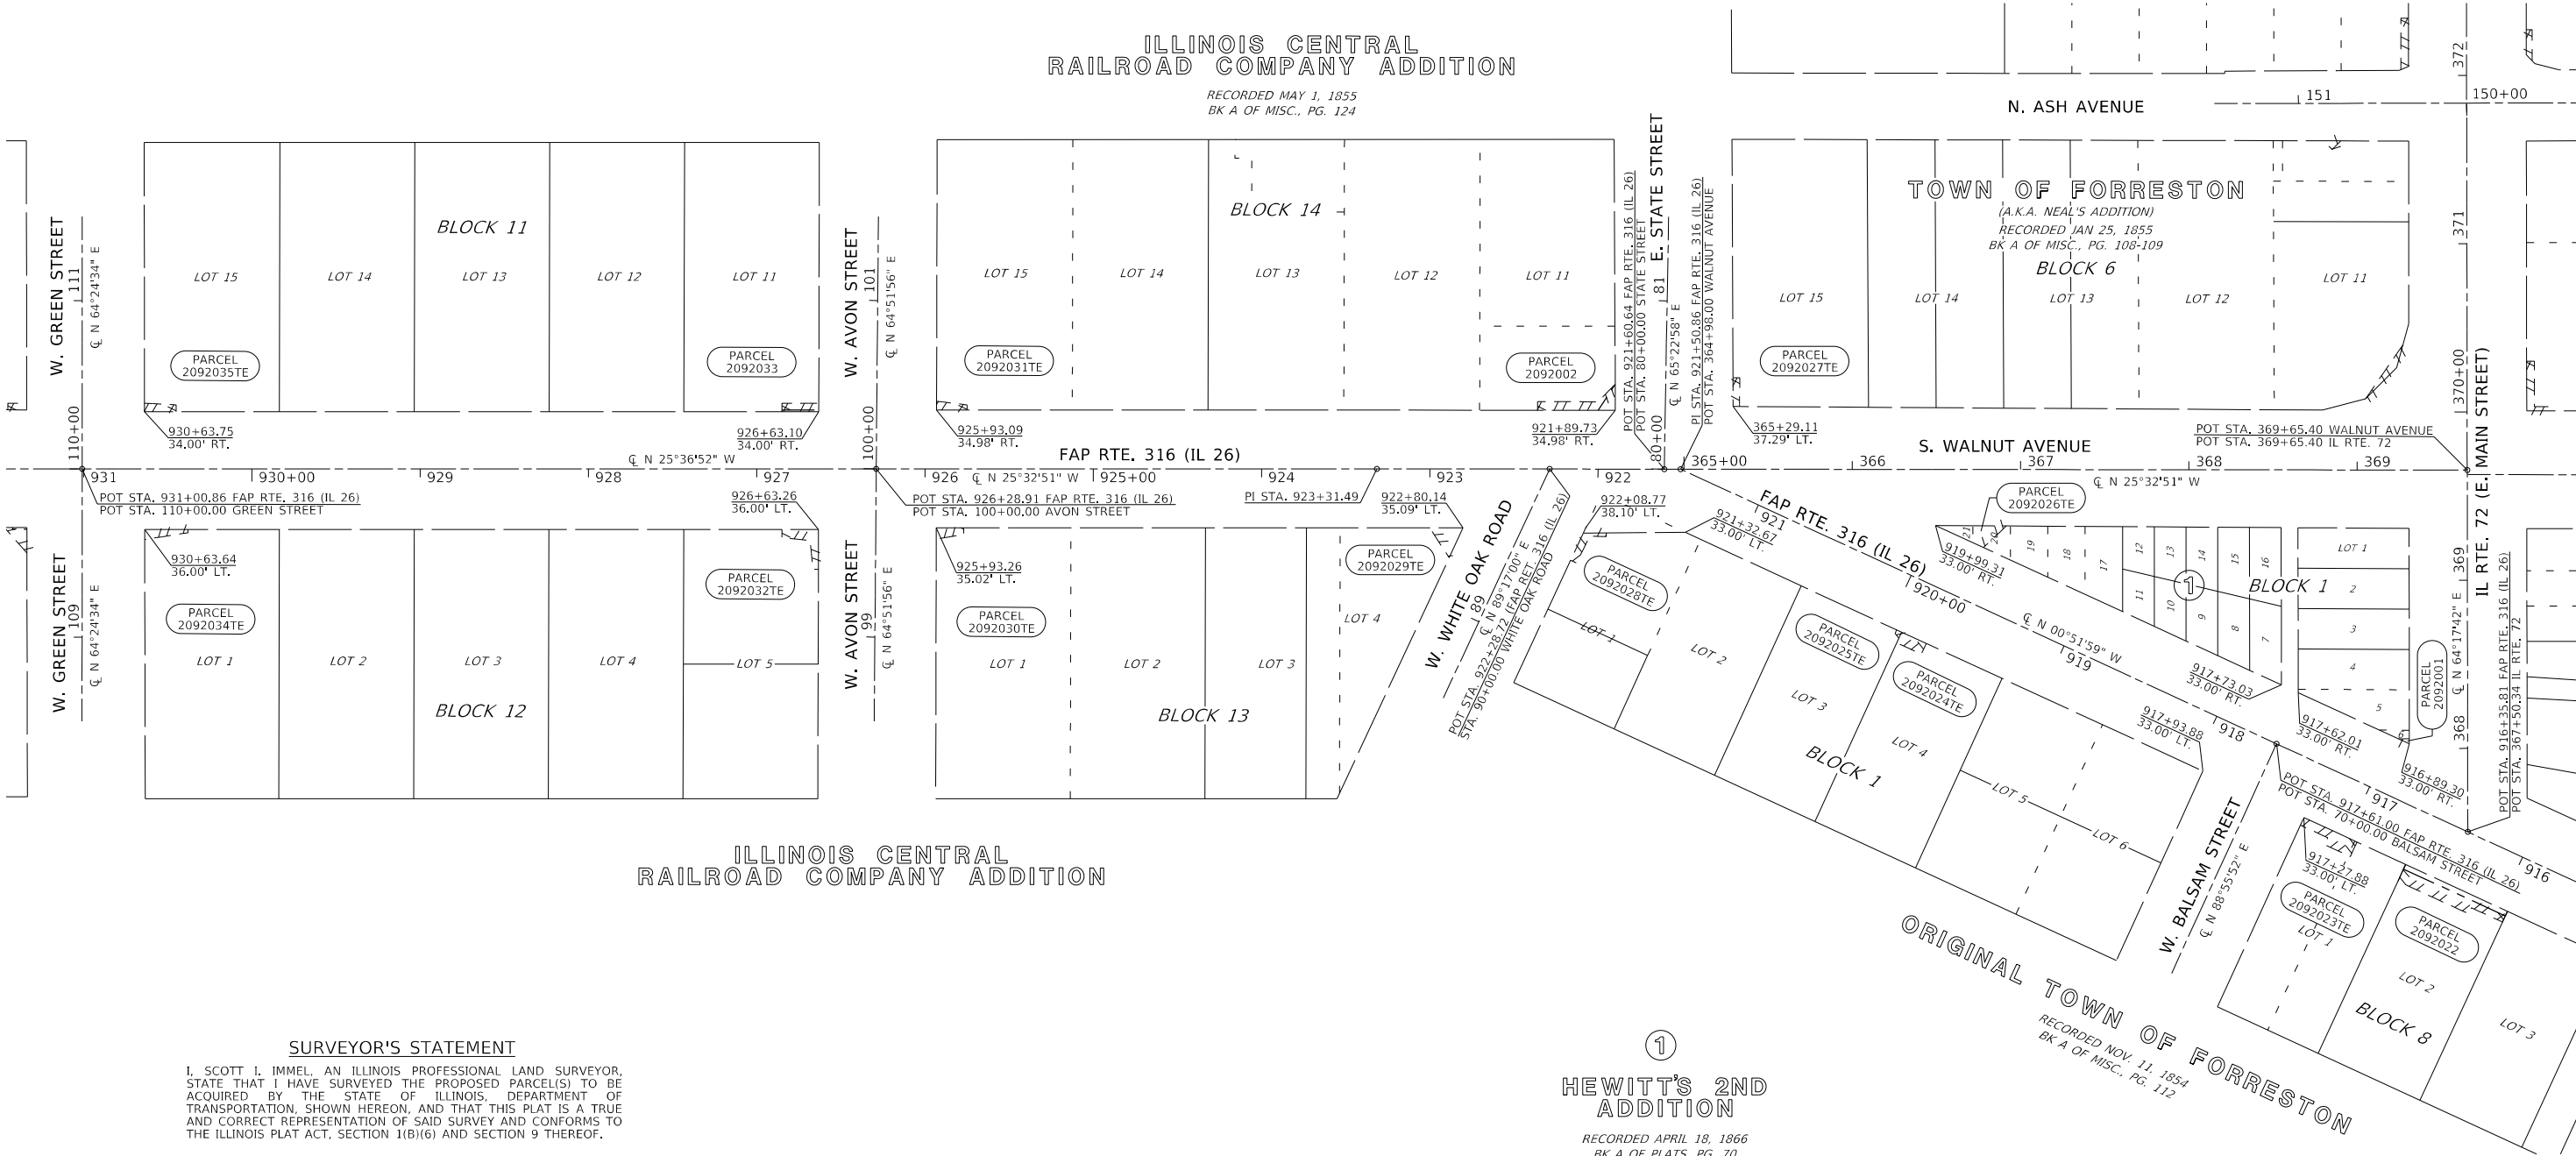 ILLINOIS CENTRAL
RAILROAD COMPANY ADDITION
RECORDED MAY 1, 1855
BK A OF MISC., PG. 124
N. ASH AVENUE
151
150+00
372
371
370+00
TOWN OF FORRESTON
(A.K.A. NEAL'S ADDITION)
RECORDED JAN 25, 1855
BK A OF MISC., PG. 108-109
BLOCK 6
LOT 15
LOT 14
LOT 13
LOT 12
LOT 11
PARCEL
2092027TE
365+29.11
37.29' LT.
W. GREEN STREET
111
℄ N 64°24'34" E
110+00
BLOCK 11
LOT 15
LOT 14
LOT 13
LOT 12
LOT 11
PARCEL
2092035TE
PARCEL
2092033
930+63.75
34.00' RT.
926+63.10
34.00' RT.
W. AVON STREET
101
℄ N 64°51'56" E
100+00
BLOCK 14
LOT 15
LOT 14
LOT 13
LOT 12
LOT 11
PARCEL
2092031TE
PARCEL
2092002
925+93.09
34.98' RT.
921+89.73
34.98' RT.
POT STA. 921+60.64 FAP RTE. 316 (IL 26)
POT STA. 80+00.00 STATE STREET
E. STATE STREET
81
℄ N 65°22'58" E
80+00
PI STA. 921+50.86 FAP RTE. 316 (IL 26)
POT STA. 364+98.00 WALNUT AVENUE
POT STA. 369+65.40 WALNUT AVENUE
POT STA. 369+65.40 IL RTE. 72
S. WALNUT AVENUE
℄ N 25°36'52" W
FAP RTE. 316 (IL 26)
931
930+00
929
928
927
926
℄ N 25°32'51" W
925+00
924
923
922
365+00
366
367
368
369
℄ N 25°32'51" W
POT STA. 931+00.86 FAP RTE. 316 (IL 26)
POT STA. 110+00.00 GREEN STREET
926+63.26
36.00' LT.
POT STA. 926+28.91 FAP RTE. 316 (IL 26)
POT STA. 100+00.00 AVON STREET
PI STA. 923+31.49
922+80.14
35.09' LT.
922+08.77
38.10' LT.
W. GREEN STREET
109
℄ N 64°24'34" E
930+63.64
36.00' LT.
PARCEL
2092034TE
PARCEL
2092032TE
LOT 1
LOT 2
LOT 3
LOT 4
LOT 5
BLOCK 12
W. AVON STREET
99
℄ N 64°51'56" E
925+93.26
35.02' LT.
PARCEL
2092030TE
PARCEL
2092029TE
LOT 1
LOT 2
LOT 3
LOT 4
BLOCK 13
W. WHITE OAK ROAD
89
℄ N 89°17'00" E
POT STA. 922+28.72 (FAP RET. 316 (IL 26)
STA. 90+00.00 WHITE OAK ROAD
921+32.67
33.00' LT.
921
FAP RTE. 316 (IL 26)
920+00
919+99.31
33.00' RT.
℄ N 00°51'59" W
919
918
917
916
PARCEL
2092028TE
PARCEL
2092025TE
PARCEL
2092024TE
LOT 1
LOT 2
LOT 3
LOT 4
LOT 5
LOT 6
BLOCK 1
917+93.88
33.00' LT.
PARCEL
2092026TE
21
20
19
18
17
12
13
14
15
16
11
10
9
8
7
1
BLOCK 1
LOT 1
2
3
4
5
6
917+73.03
33.00' RT.
917+62.01
33.00' RT.
916+89.30
33.00' RT.
PARCEL
2092001
369
368
℄ N 64°17'42" E
IL RTE. 72 (E. MAIN STREET)
POT STA. 916+35.81 FAP RTE. 316 (IL 26)
POT STA. 367+50.34 IL RTE. 72
POT STA. 917+61.00 FAP RTE. 316 (IL 26)
POT STA. 70+00.00 BALSAM STREET
W. BALSAM STREET
℄ N 88°55'52" E
917+27.88
33.00' LT.
PARCEL
2092023TE
PARCEL
2092022
LOT 1
LOT 2
LOT 3
BLOCK 8
ILLINOIS CENTRAL
RAILROAD COMPANY ADDITION
ORIGINAL TOWN OF FORRESTON
RECORDED NOV. 11, 1854
BK A OF MISC., PG. 112
SURVEYOR'S STATEMENT
I, SCOTT I. IMMEL, AN ILLINOIS PROFESSIONAL LAND SURVEYOR,
STATE THAT I HAVE SURVEYED THE PROPOSED PARCEL(S) TO BE
ACQUIRED BY THE STATE OF ILLINOIS, DEPARTMENT OF
TRANSPORTATION, SHOWN HEREON, AND THAT THIS PLAT IS A TRUE
AND CORRECT REPRESENTATION OF SAID SURVEY AND CONFORMS TO
THE ILLINOIS PLAT ACT, SECTION 1(B)(6) AND SECTION 9 THEREOF.
1
HEWITT'S 2ND
ADDITION
RECORDED APRIL 18, 1866
BK A OF PLATS, PG. 70